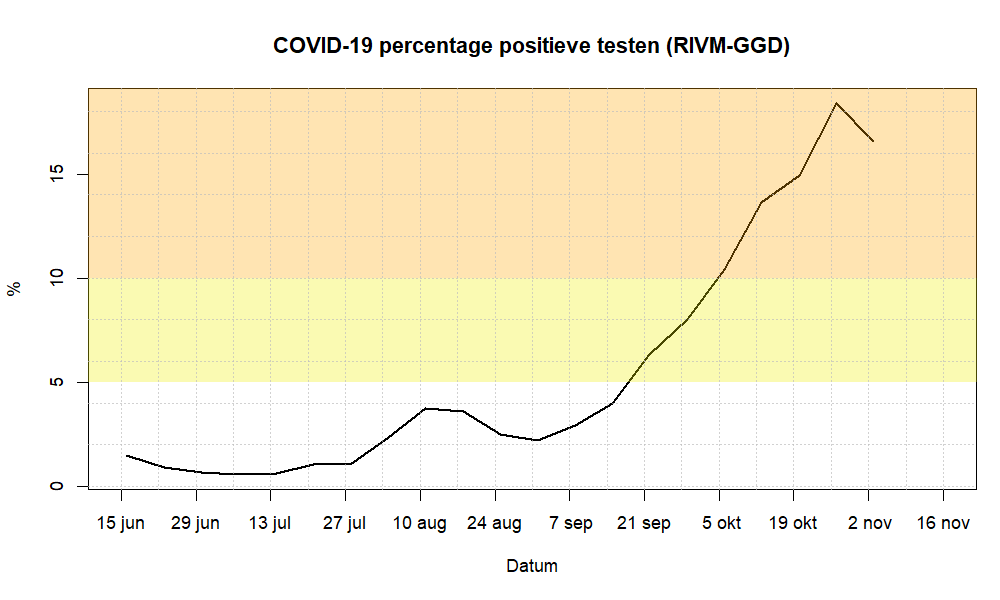 COVID-19 percentage positieve testen (RIVM-GGD)
%
15
10
5
0
15 jun 29 jun 13 jul 27 jul 10 aug 24 aug 7 sep 21 sep 5 okt 19 okt 2 nov 16 nov
Datum